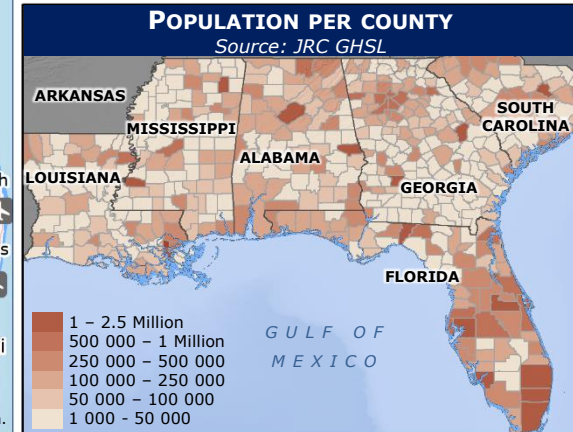 POPULATION PER COUNTY
Source: JRC GHSL
ARKANSAS
MISSISSIPPI
SOUTH
CAROLINA
ALABAMA
LOUISIANA
GEORGIA
FLORIDA
GULF OF
MEXICO
1 – 2.5 Million
500 000 – 1 Million
250 000 – 500 000
100 000 – 250 000
50 000 – 100 000
1 000 - 50 000
h
s
i
n.